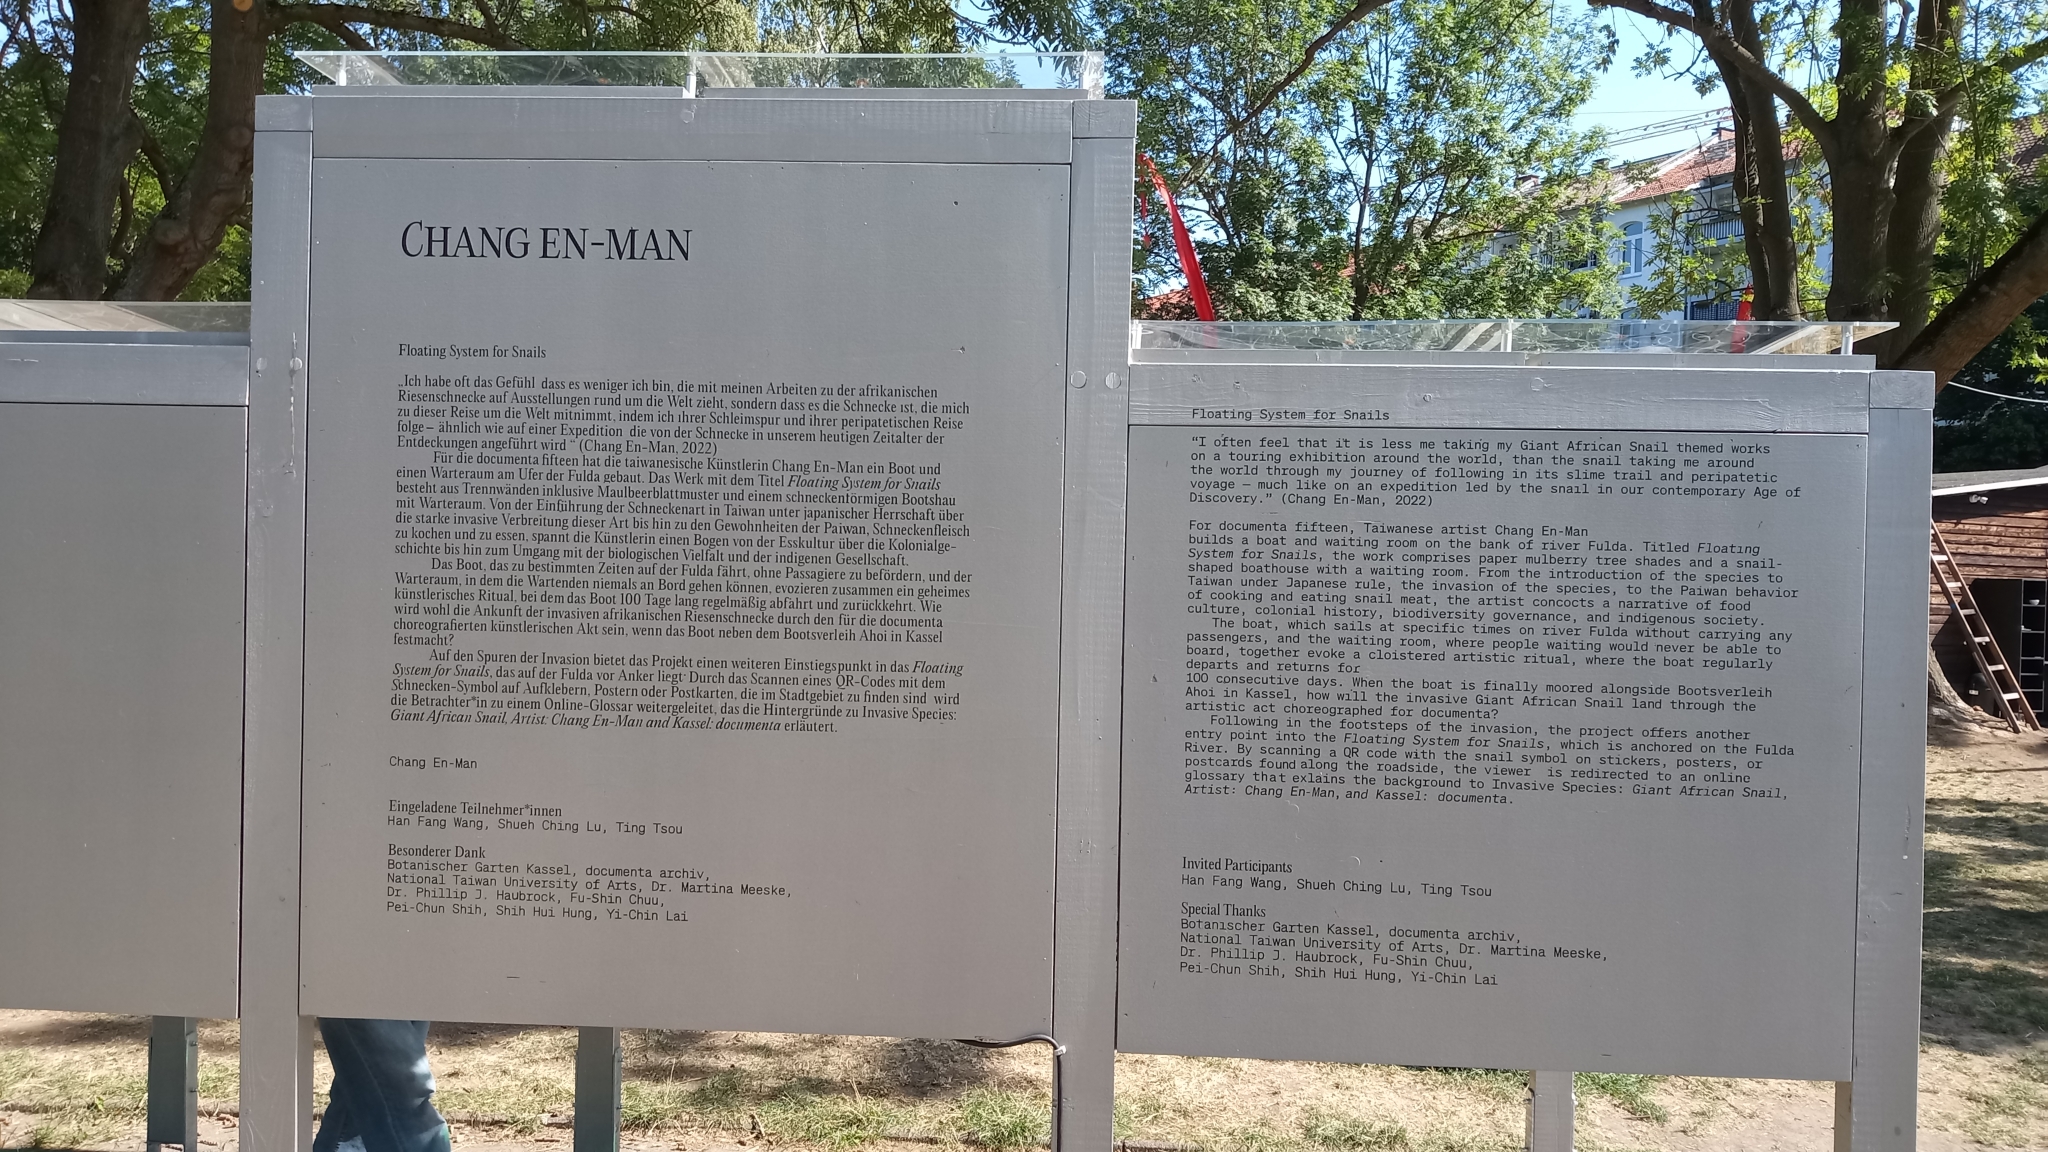 CHANG EN-MAN
Floating System for Snails
„Ich habe oft das Gefühl dass es weniger ich bin, die mit meinen Arbeiten zu der afrikanischen
Riesenschnecke auf Ausstellungen rund um die Welt zieht, sondern dass es die Schnecke ist, die mich
zu dieser Reise um die Welt mitnimmt, indem ich ihrer Schleimspur und ihrer peripatetischen Reise
folge – ähnlich wie auf einer Expedition die von der Schnecke in unserem heutigen Zeitalter der
Entdeckungen angeführt wird “ (Chang En-Man, 2022)
Für die documenta fifteen hat die taiwanesische Künstlerin Chang En-Man ein Boot und
einen Warteraum am Ufer der Fulda gebaut. Das Werk mit dem Titel Floating System for Snails
besteht aus Trennwänden inklusive Maulbeerblattmuster und einem schneckenförmigen Bootshau
mit Warteraum. Von der Einführung der Schneckenart in Taiwan unter japanischer Herrschaft über
die starke invasive Verbreitung dieser Art bis hin zu den Gewohnheiten der Paiwan, Schneckenfleisch
zu kochen und zu essen, spannt die Künstlerin einen Bogen von der Esskultur über die Kolonialge-
schichte bis hin zum Umgang mit der biologischen Vielfalt und der indigenen Gesellschaft.
Das Boot, das zu bestimmten Zeiten auf der Fulda fährt, ohne Passagiere zu befördern, und der
Warteraum, in dem die Wartenden niemals an Bord gehen können, evozieren zusammen ein geheimes
künstlerisches Ritual, bei dem das Boot 100 Tage lang regelmäßig abfährt und zurückkehrt. Wie
wird wohl die Ankunft der invasiven afrikanischen Riesenschnecke durch den für die documenta
choreografierten künstlerischen Akt sein, wenn das Boot neben dem Bootsverleih Ahoi in Kassel
festmacht?
Auf den Spuren der Invasion bietet das Projekt einen weiteren Einstiegspunkt in das Floating
System for Snails, das auf der Fulda vor Anker liegt: Durch das Scannen eines QR-Codes mit dem
Schnecken-Symbol auf Aufklebern, Postern oder Postkarten, die im Stadtgebiet zu finden sind wird
die Betrachter*in zu einem Online-Glossar weitergeleitet, das die Hintergründe zu Invasive Species:
Giant African Snail, Artist: Chang En-Man and Kassel: documenta erläutert.
Chang En-Man
Eingeladene Teilnehmer*innen
Han Fang Wang, Shueh Ching Lu, Ting Tsou
Besonderer Dank
Botanischer Garten Kassel, documenta archiv,
National Taiwan University of Arts, Dr. Martina Meeske,
Dr. Phillip J. Haubrock, Fu-Shin Chuu,
Pei-Chun Shih, Shih Hui Hung, Yi-Chin Lai
Floating System for Snails
“I often feel that it is less me taking my Giant African Snail themed works
on a touring exhibition around the world, than the snail taking me around
the world through my journey of following in its slime trail and peripatetic
voyage – much like on an expedition led by the snail in our contemporary Age of
Discovery.” (Chang En-Man, 2022)
For documenta fifteen, Taiwanese artist Chang En-Man
builds a boat and waiting room on the bank of river Fulda. Titled Floating
System for Snails, the work comprises paper mulberry tree shades and a snail-
shaped boathouse with a waiting room. From the introduction of the species to
Taiwan under Japanese rule, the invasion of the species, to the Paiwan behavior
of cooking and eating snail meat, the artist concocts a narrative of food
culture, colonial history, biodiversity governance, and indigenous society.
The boat, which sails at specific times on river Fulda without carrying any
passengers, and the waiting room, where people waiting would never be able to
board, together evoke a cloistered artistic ritual, where the boat regularly
departs and returns for
100 consecutive days. When the boat is finally moored alongside Bootsverleih
Ahoi in Kassel, how will the invasive Giant African Snail land through the
artistic act choreographed for documenta?
Following in the footsteps of the invasion, the project offers another
entry point into the Floating System for Snails, which is anchored on the Fulda
River. By scanning a QR code with the snail symbol on stickers, posters, or
postcards found along the roadside, the viewer is redirected to an online
glossary that exlains the background to Invasive Species: Giant African Snail,
Artist: Chang En-Man, and Kassel: documenta.
Invited Participants
Han Fang Wang, Shueh Ching Lu, Ting Tsou
Special Thanks
Botanischer Garten Kassel, documenta archiv,
National Taiwan University of Arts, Dr. Martina Meeske,
Dr. Phillip J. Haubrock, Fu-Shin Chuu,
Pei-Chun Shih, Shih Hui Hung, Yi-Chin Lai